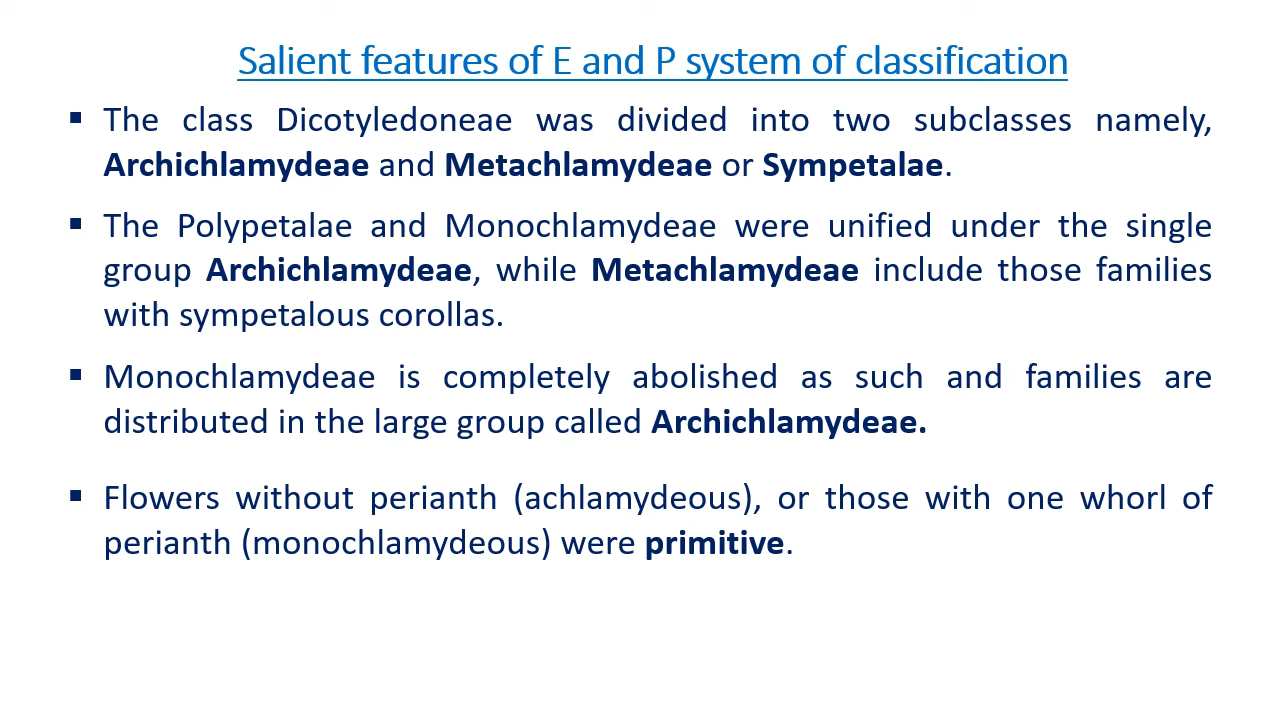 Salient features of E and P system of classification
▪ The class Dicotyledoneae was divided into two subclasses namely,
Archichlamydeae and Metachlamydeae or Sympetalae.
▪ The Polypetalae and Monochlamydeae were unified under the single
group Archichlamydeae, while Metachlamydeae include those families
with sympetalous corollas.
▪ Monochlamydeae is completely abolished as such and families are
distributed in the large group called Archichlamydeae.
▪ Flowers without perianth (achlamydeous), or those with one whorl of
perianth (monochlamydeous) were primitive.